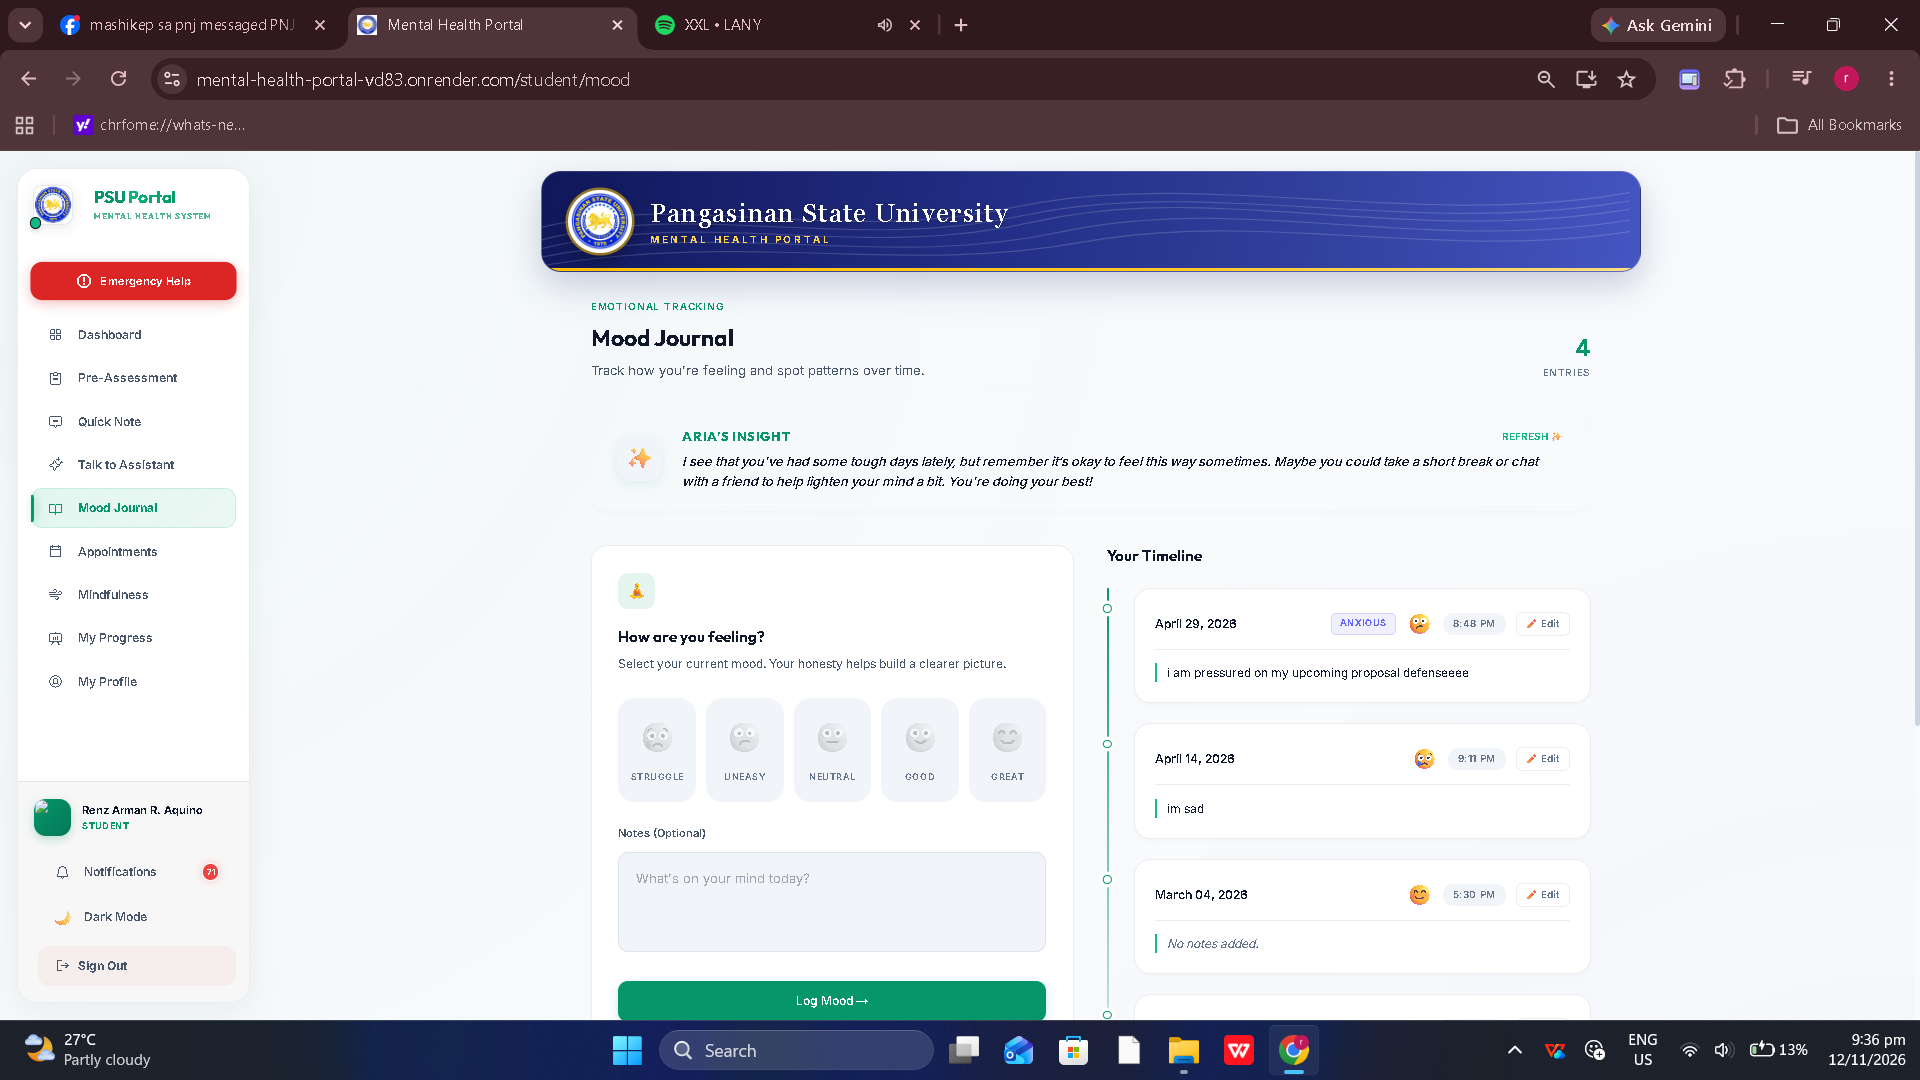 mashikep sa pnj messaged PNJ
Mental Health Portal
XXL • LANY
Ask Gemini
mental-health-portal-vd83.onrender.com/student/mood
r
chrfome://whats-ne...
All Bookmarks
PSU Portal
MENTAL HEALTH SYSTEM
Emergency Help
Dashboard
Pre-Assessment
Quick Note
Talk to Assistant
Mood Journal
Appointments
Mindfulness
My Progress
My Profile
Renz Arman R. Aquino
STUDENT
Notifications
71
Dark Mode
Sign Out
Pangasinan State University
MENTAL HEALTH PORTAL
EMOTIONAL TRACKING
Mood Journal
Track how you're feeling and spot patterns over time.
4
ENTRIES
ARIA'S INSIGHT
REFRESH ✨
I see that you've had some tough days lately, but remember it's okay to feel this way sometimes. Maybe you could take a short break or chat
with a friend to help lighten your mind a bit. You're doing your best!
How are you feeling?
Select your current mood. Your honesty helps build a clearer picture.
STRUGGLE
UNEASY
NEUTRAL
GOOD
GREAT
Notes (Optional)
What's on your mind today?
Log Mood →
Your Timeline
April 29, 2026
ANXIOUS
8:48 PM
Edit
i am pressured on my upcoming proposal defenseeee
April 14, 2026
9:11 PM
Edit
im sad
March 04, 2026
5:30 PM
Edit
No notes added.
27°C
Partly cloudy
Search
ENG
US
13%
9:36 pm
12/11/2026